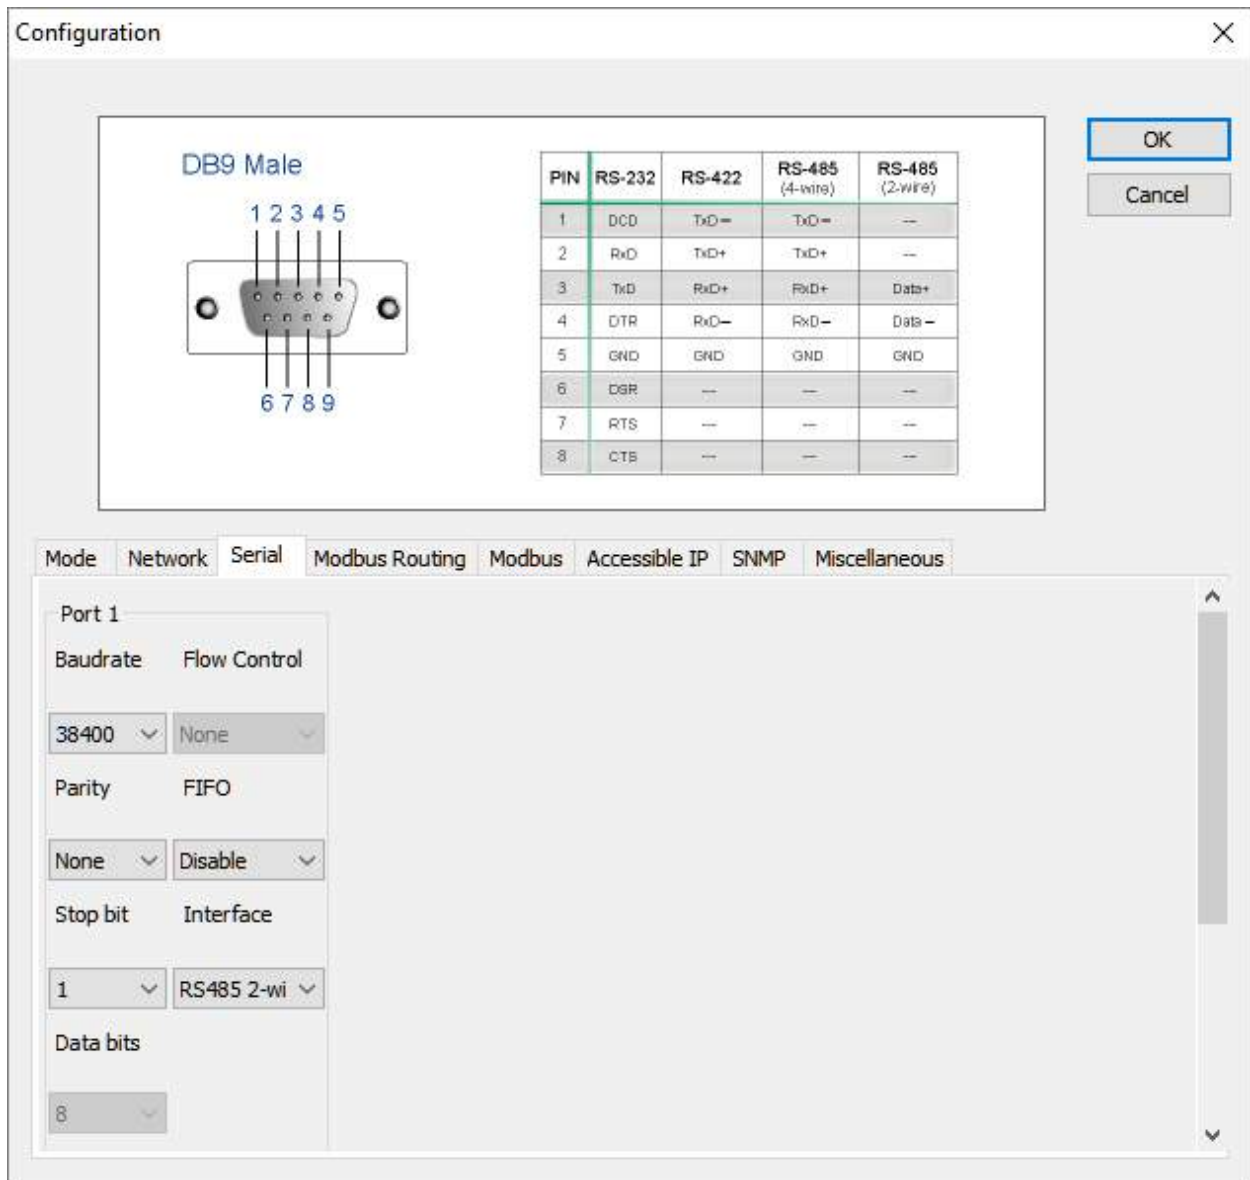 Configuration
OK
Cancel
DB9 Male
1 2 3 4 5
6 7 8 9
PIN RS-232 RS-422 RS-485 (4-wire) RS-485 (2-wire)
1 DCD TxD− TxD− ---
2 RxD TxD+ TxD+ ---
3 TxD RxD+ RxD+ Data+
4 DTR RxD− RxD− Data−
5 GND GND GND GND
6 DSR --- --- ---
7 RTS --- --- ---
8 CTS --- --- ---
Mode Network Serial Modbus Routing Modbus Accessible IP SNMP Miscellaneous
Port 1
Baudrate Flow Control
38400 None
Parity FIFO
None Disable
Stop bit Interface
1 RS485 2-wi
Data bits
8